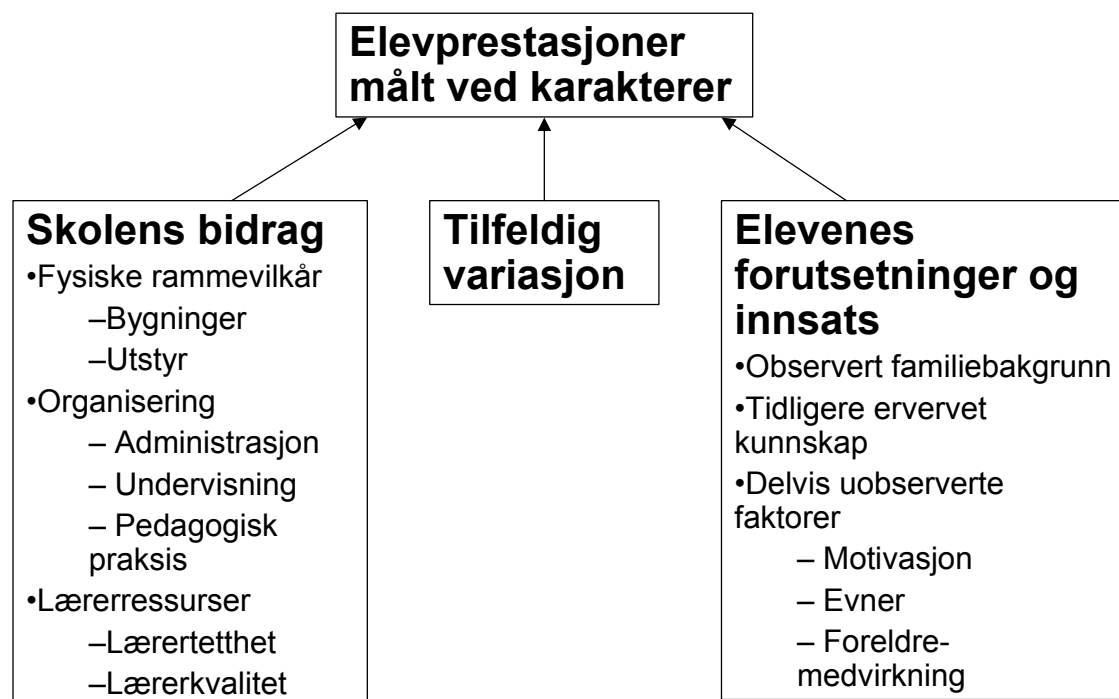 Elevprestasjoner
målt ved karakterer
Skolens bidrag
•Fysiske rammevilkår
–Bygninger
–Utstyr
•Organisering
– Administrasjon
– Undervisning
– Pedagogisk
praksis
•Lærerressurser
–Lærertetthet
–Lærerkvalitet
Tilfeldig
variasjon
Elevenes
forutsetninger og
innsats
•Observert familiebakgrunn
•Tidligere ervervet
kunnskap
•Delvis uobserverte
faktorer
– Motivasjon
– Evner
– Foreldre-
medvirkning